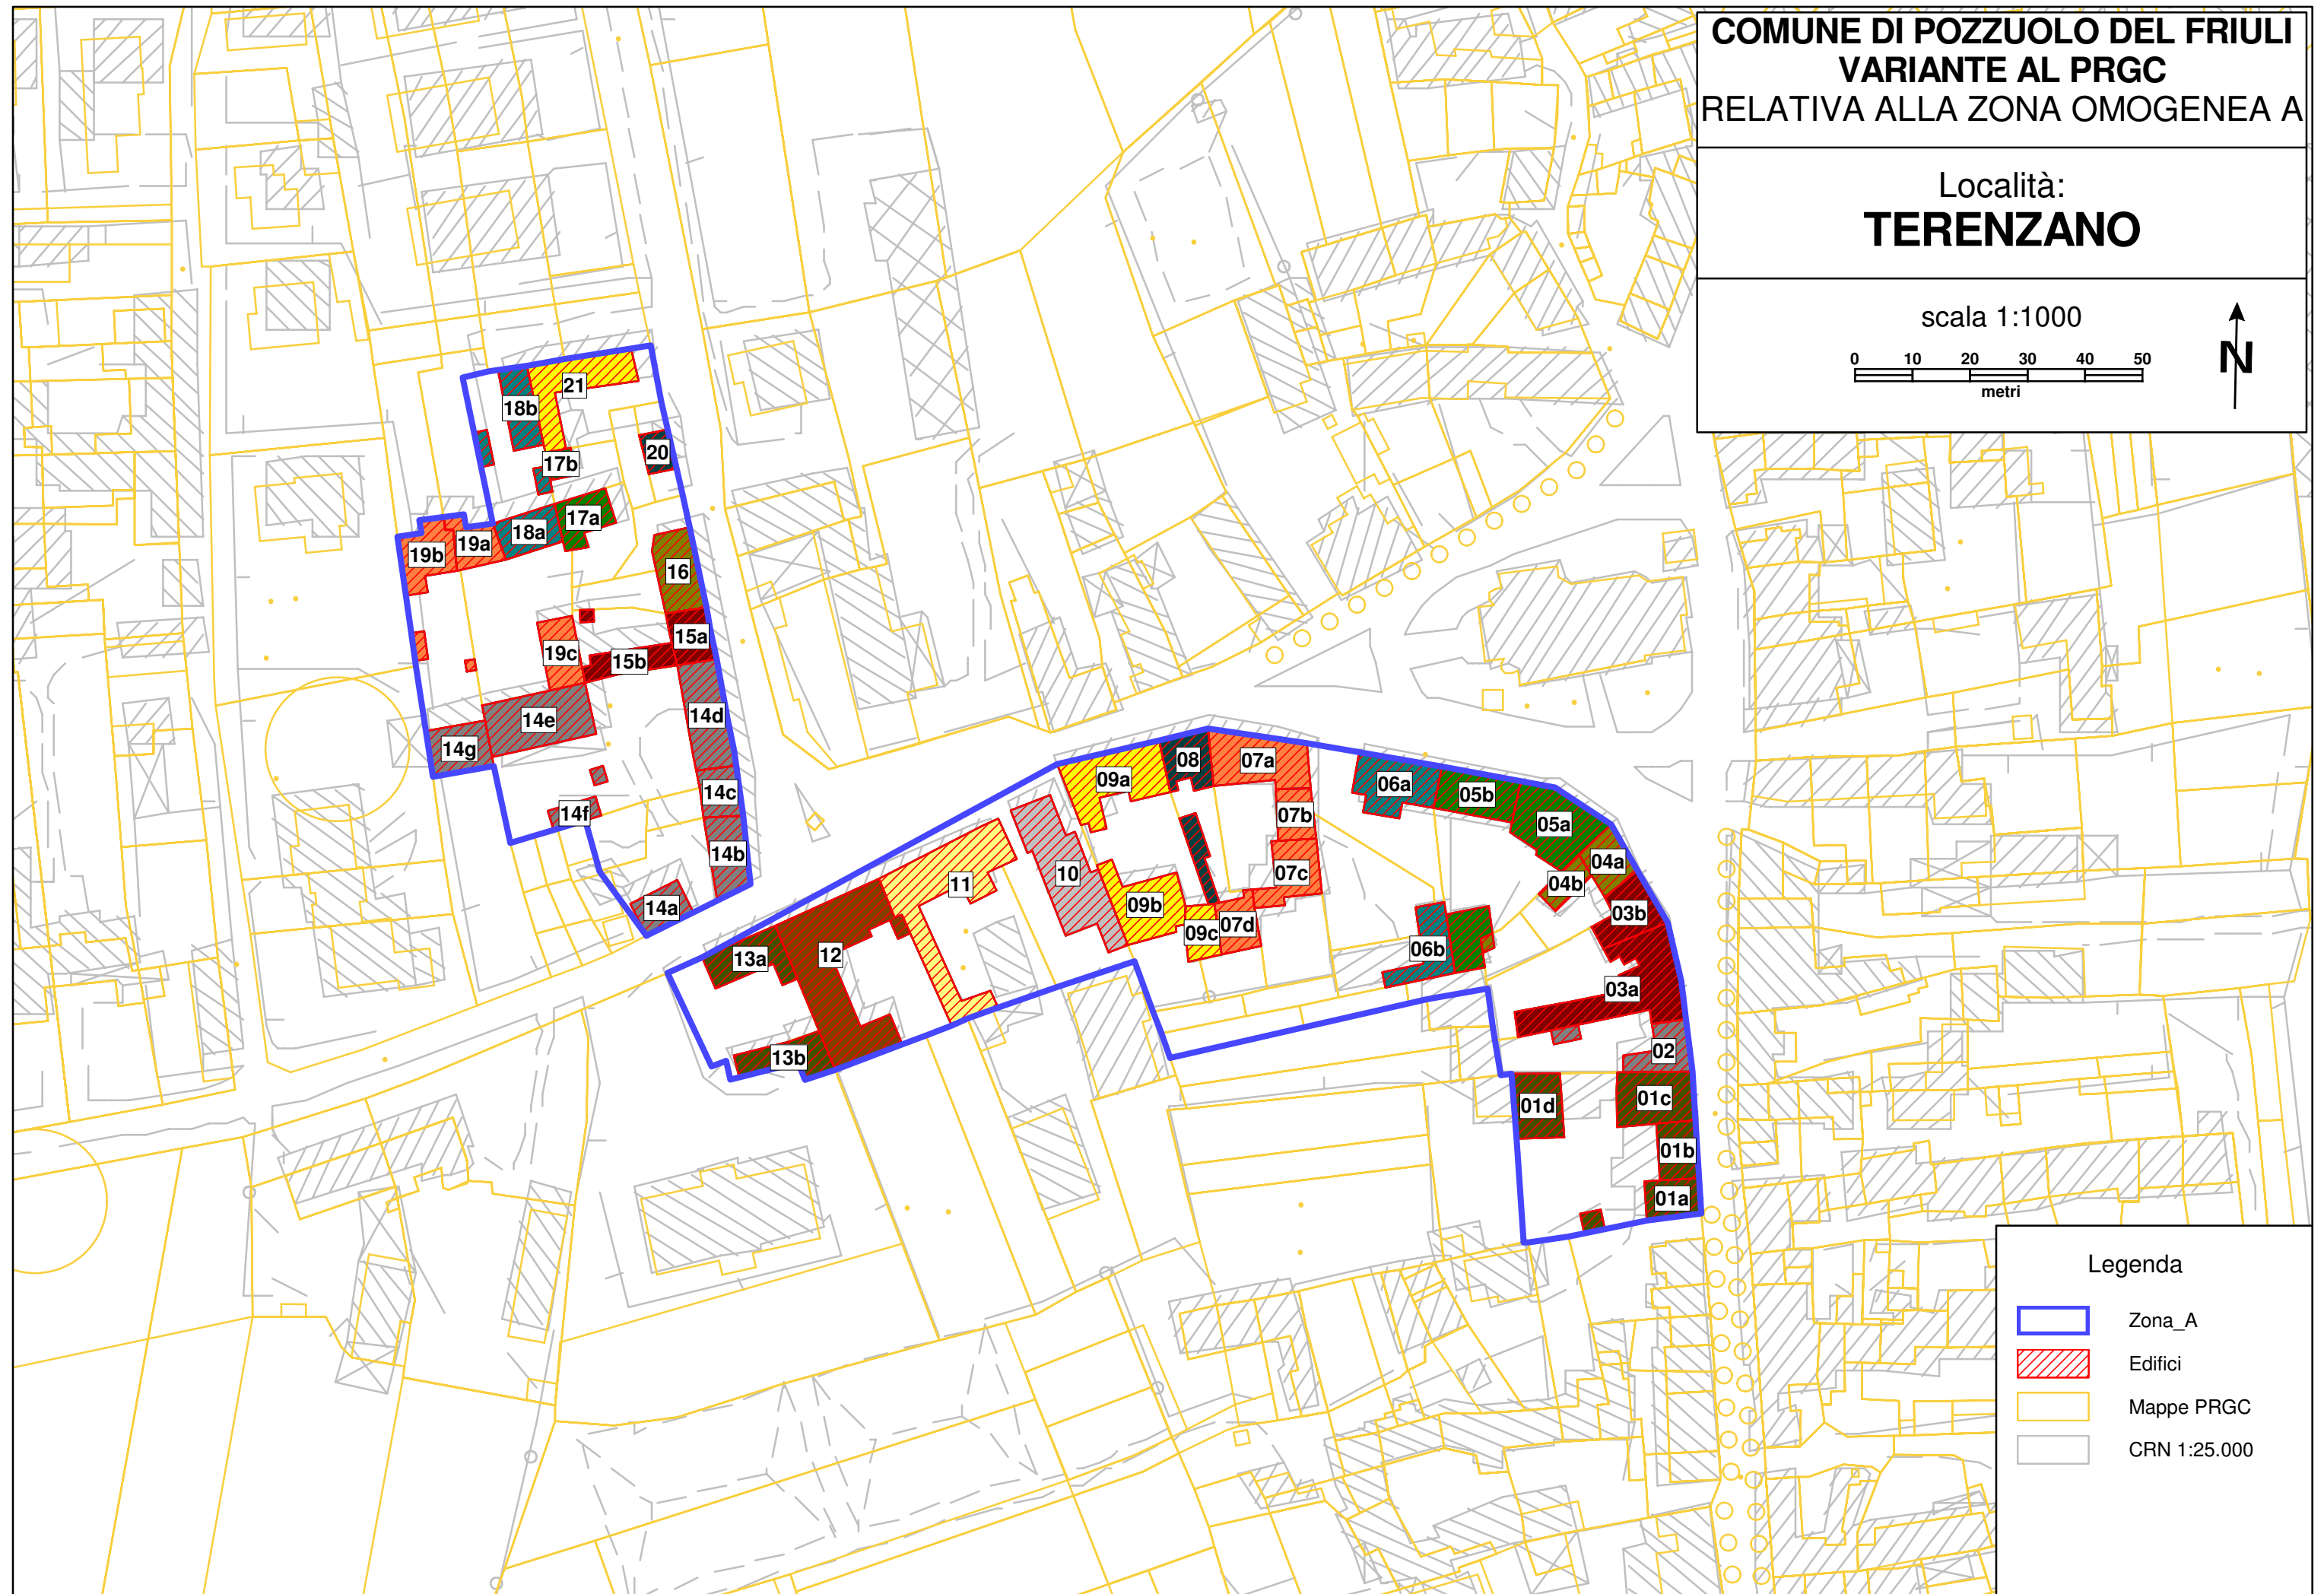 COMUNE DI POZZUOLO DEL FRIULI
VARIANTE AL PRGC
RELATIVA ALLA ZONA OMOGENEA A
Località:
TERENZANO
scala 1:1000
0 10 20 30 40 50
metri
N
21
18b
20
17b
17a
18a
19a
19b
16
15a
19c
15b
14d
14e
14g
14c
14f
14b
14a
08
07a
09a
06a
05b
07b
05a
04a
07c
10
11
04b
09b
03b
07d
09c
06b
12
13a
03a
02
13b
01c
01d
01b
01a
Legenda
Zona_A
Edifici
Mappe PRGC
CRN 1:25.000